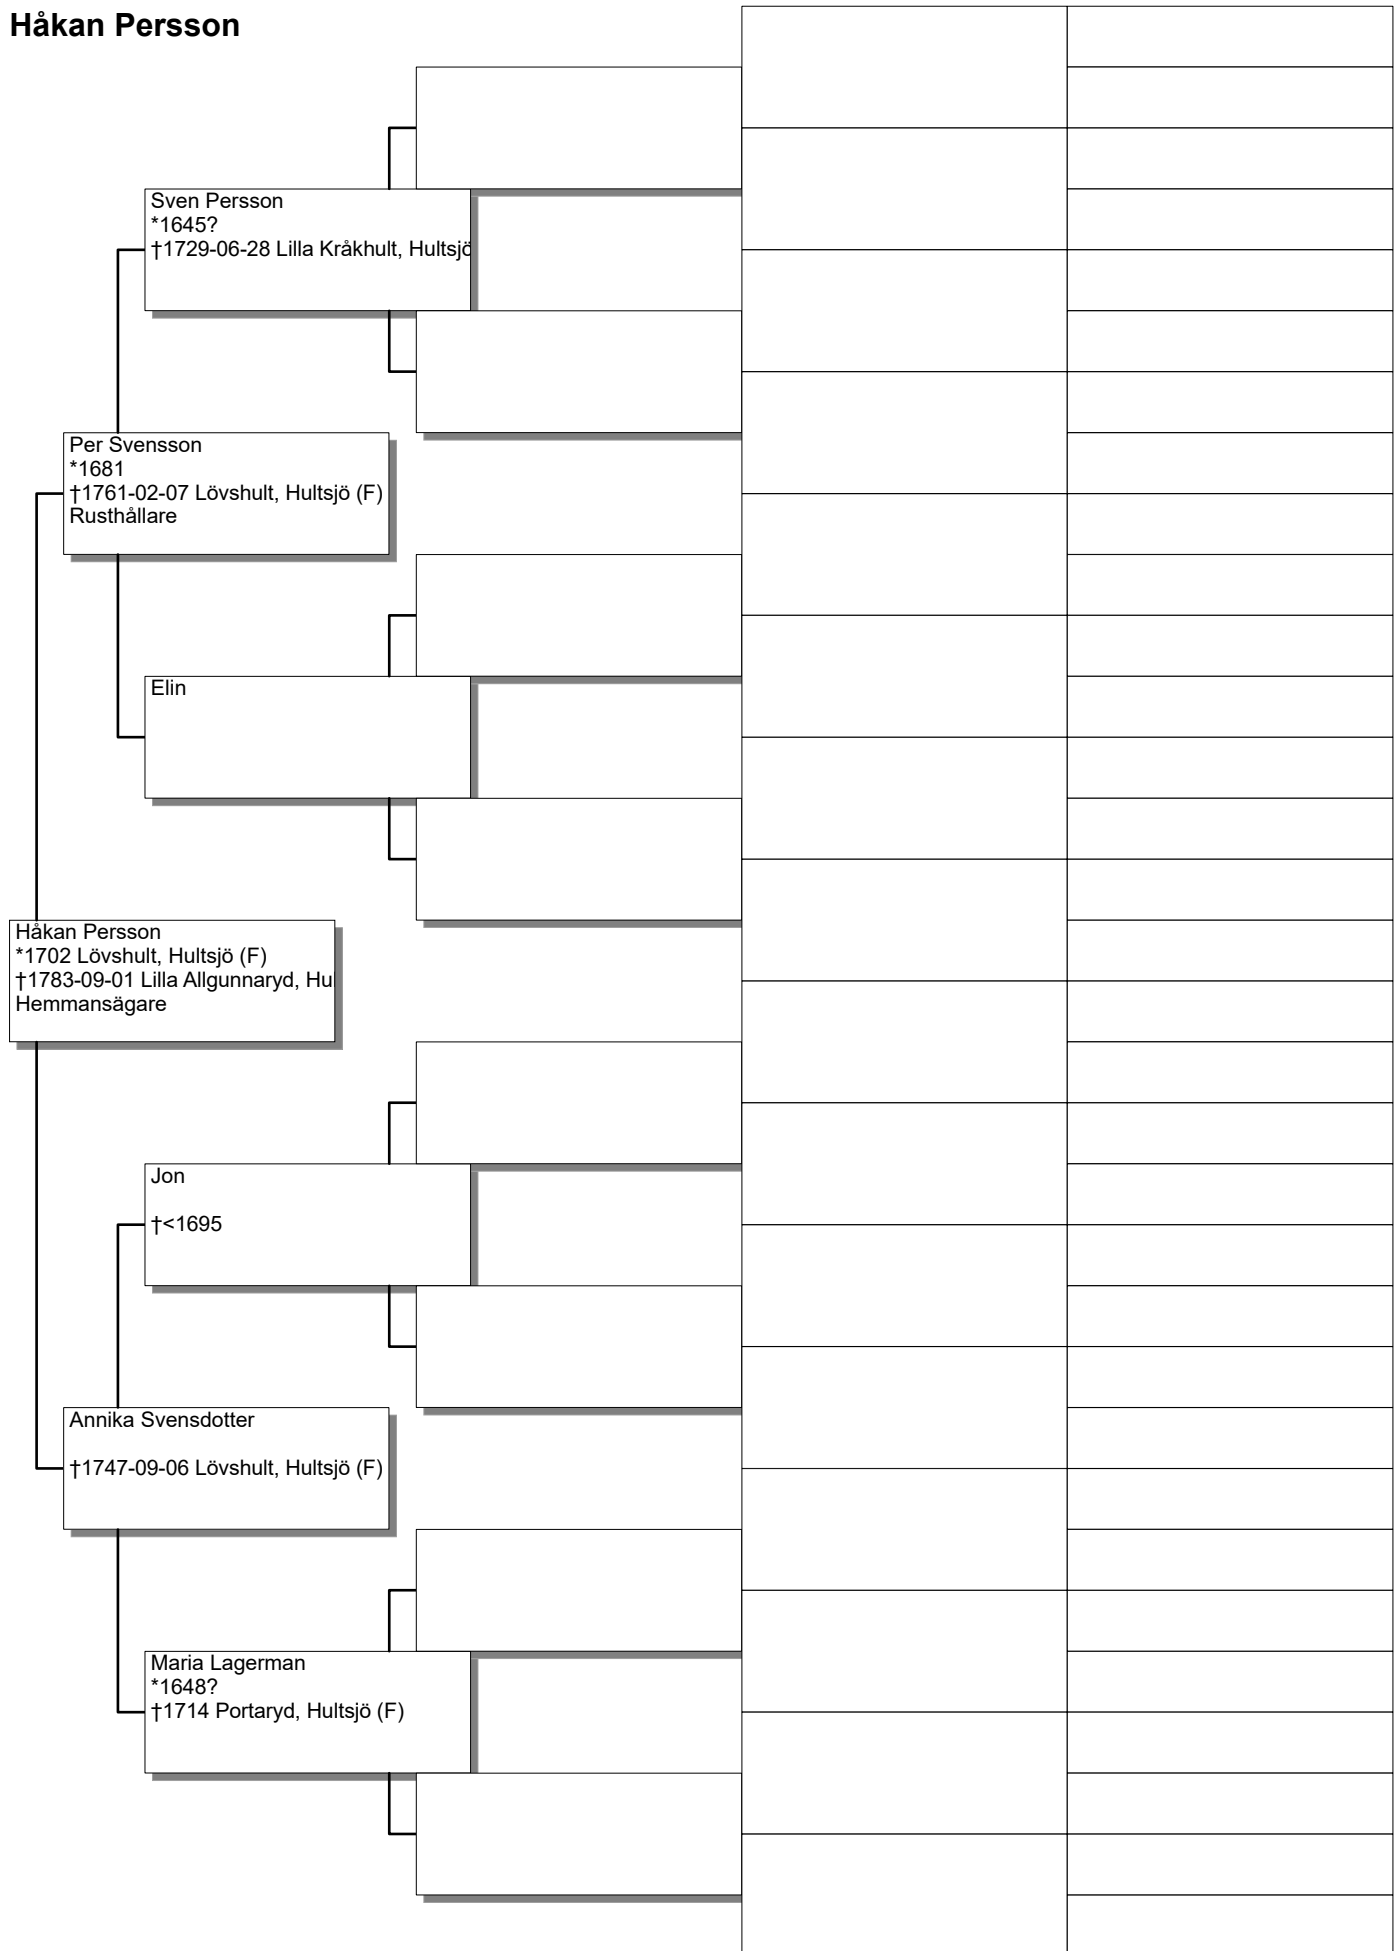 Håkan Persson
Sven Persson
*1645?
†1729-06-28 Lilla Kråkhult, Hultsjö
Per Svensson
*1681
†1761-02-07 Lövshult, Hultsjö (F)
Rusthållare
Elin
Håkan Persson
*1702 Lövshult, Hultsjö (F)
†1783-09-01 Lilla Allgunnaryd, Hu
Hemmansägare
Jon
†<1695
Annika Svensdotter
†1747-09-06 Lövshult, Hultsjö (F)
Maria Lagerman
*1648?
†1714 Portaryd, Hultsjö (F)